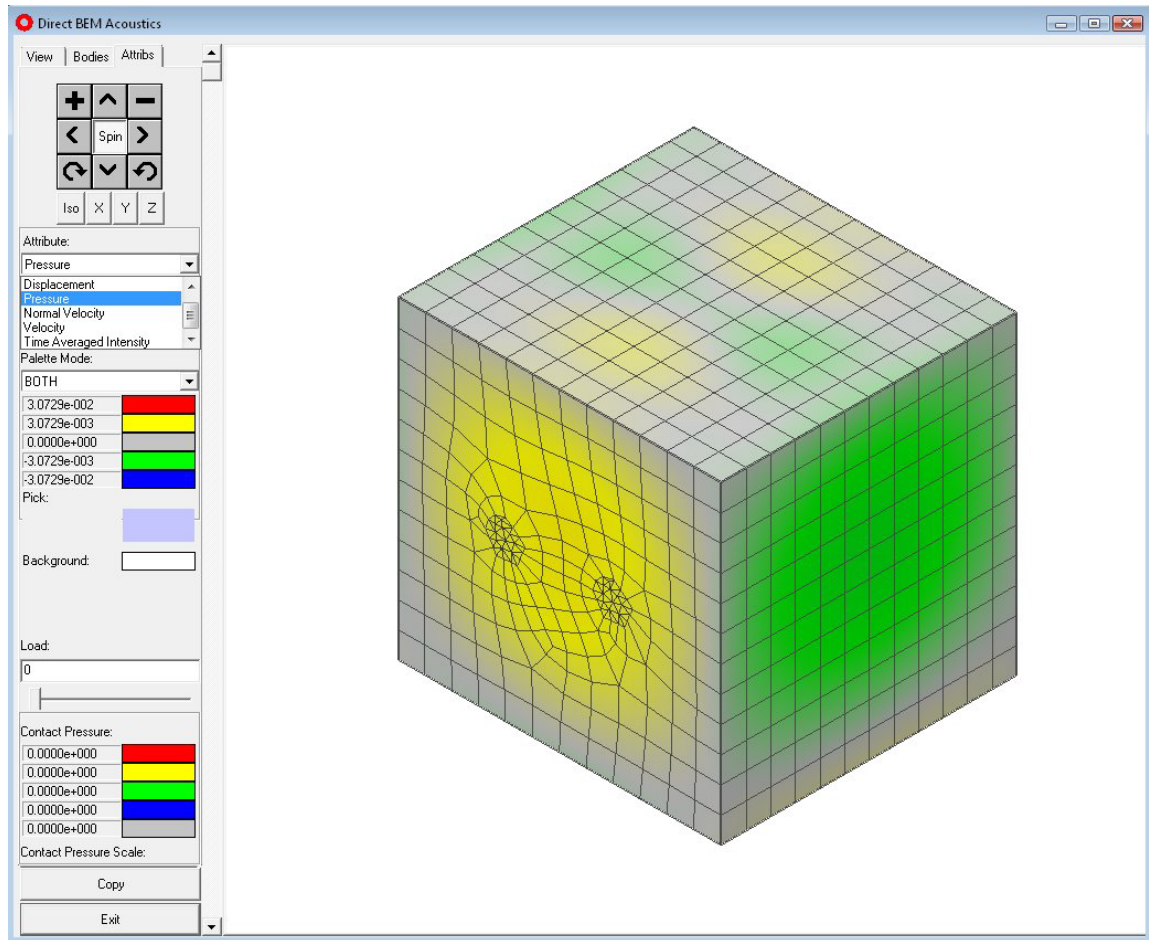 Direct BEM Acoustics
View Bodies Attribs
Spin
Iso X Y Z
Attribute:
Pressure
Displacement
Pressure
Normal Velocity
Velocity
Time Averaged Intensity
Palette Mode:
BOTH
3.0729e-002
3.0729e-003
0.0000e+000
-3.0729e-003
-3.0729e-002
Pick:
Background:
Load:
0
Contact Pressure:
0.0000e+000
0.0000e+000
0.0000e+000
0.0000e+000
0.0000e+000
Contact Pressure Scale:
Copy
Exit